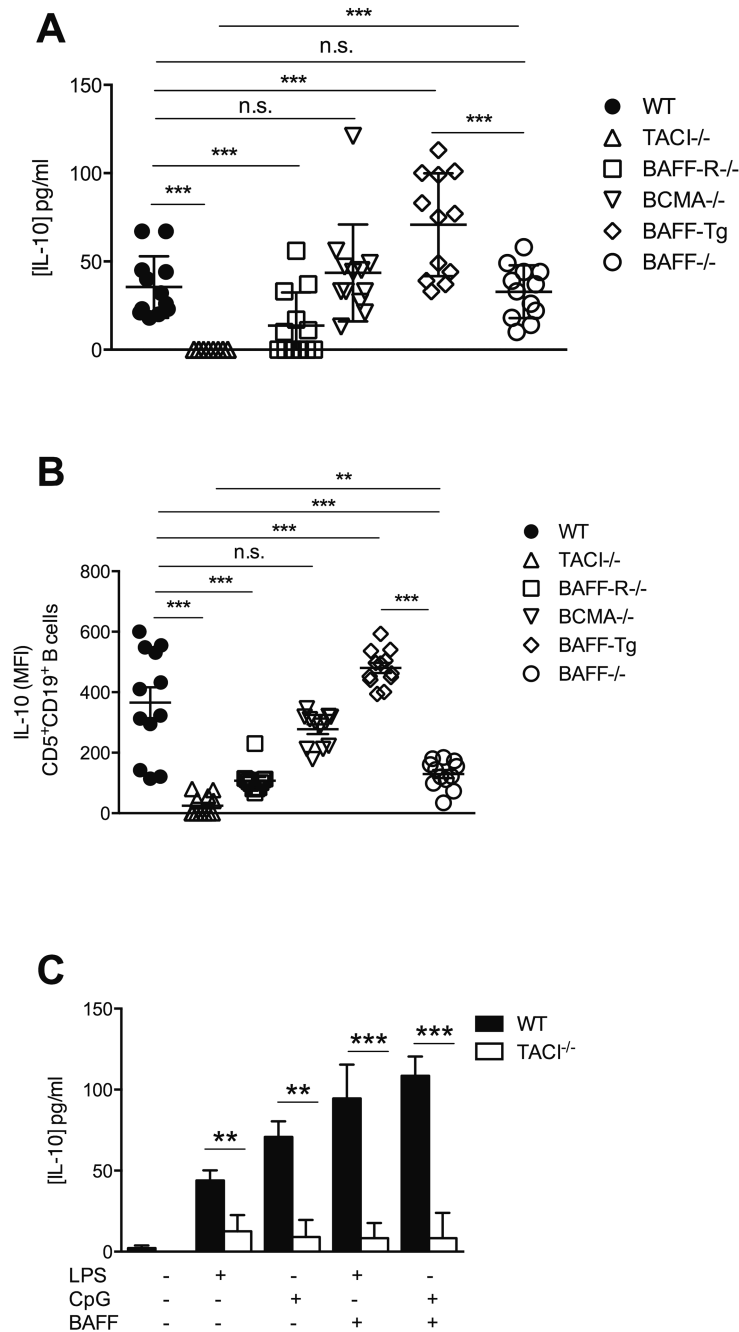 A
***
n.s.
***
n.s.
***
***
***
150
100
50
0
[IL-10] pg/ml
WT
TACI-/-
BAFF-R-/-
BCMA-/-
BAFF-Tg
BAFF-/-
B
**
***
***
n.s.
***
***
***
800
600
400
200
0
IL-10 (MFI)
CD5+CD19+ B cells
WT
TACI-/-
BAFF-R-/-
BCMA-/-
BAFF-Tg
BAFF-/-
C
150
100
50
0
[IL-10] pg/ml
**
**
***
***
WT
TACI-/-
LPS - + - + -
CpG - - + - +
BAFF - - - + +